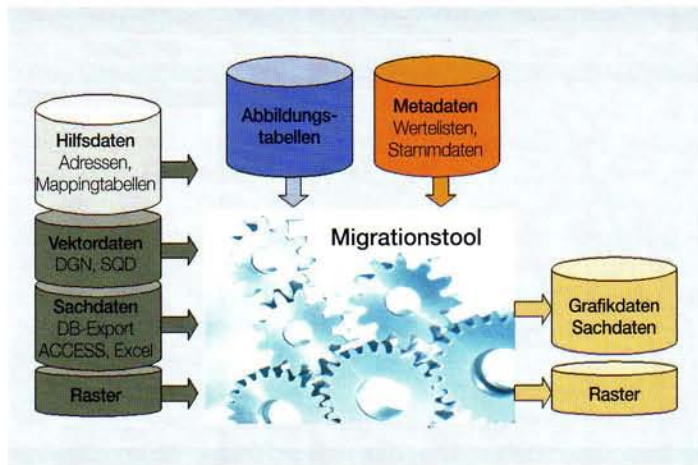 Hilfsdaten
Adressen,
Mappingtabellen
Vektordaten
DGN, SQD
Sachdaten
DB-Export
ACCESS, Excel
Raster
Abbildungs-
tabellen
Metadaten
Wertelisten,
Stammdaten
Migrationstool
Grafikdaten
Sachdaten
Raster